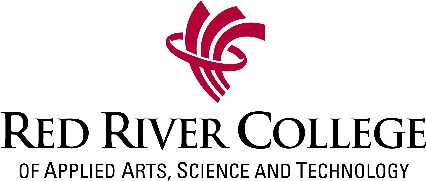 RED RIVER COLLEGE
OF APPLIED ARTS, SCIENCE AND TECHNOLOGY